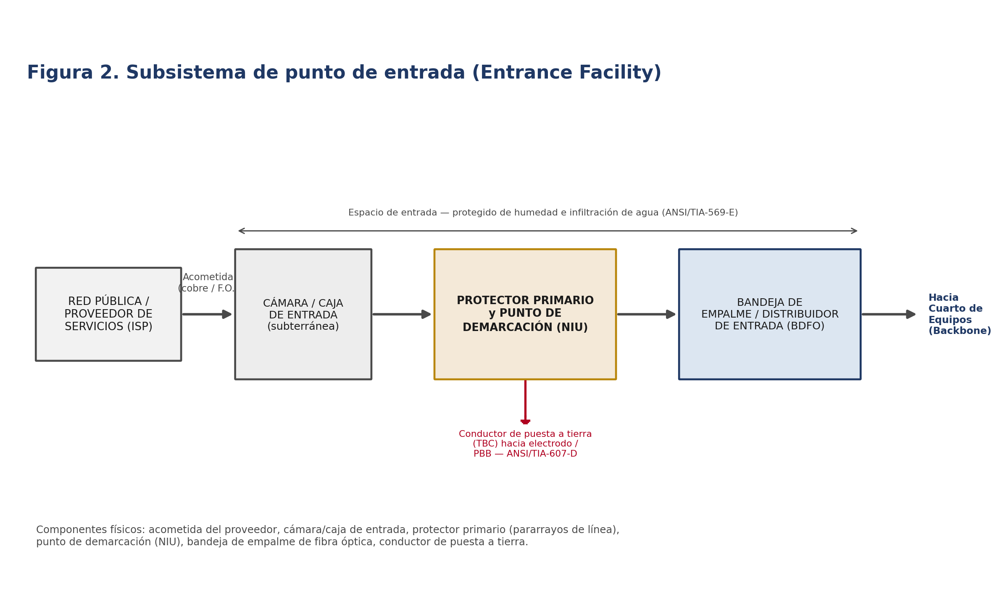 Figura 2. Subsistema de punto de entrada (Entrance Facility)
Espacio de entrada — protegido de humedad e infiltración de agua (ANSI/TIA-569-E)
RED PÚBLICA /
PROVEEDOR DE
SERVICIOS (ISP)
Acometida
(cobre / F.O.
CÁMARA / CAJA
DE ENTRADA
(subterránea)
PROTECTOR PRIMARIO
y PUNTO DE
DEMARCACIÓN (NIU)
BANDEJA DE
EMPALME / DISTRIBUIDOR
DE ENTRADA (BDFO)
Hacia
Cuarto de
Equipos
(Backbone)
Conductor de puesta a tierra
(TBC) hacia electrodo /
PBB — ANSI/TIA-607-D
Componentes físicos: acometida del proveedor, cámara/caja de entrada, protector primario (pararrayos de línea),
punto de demarcación (NIU), bandeja de empalme de fibra óptica, conductor de puesta a tierra.